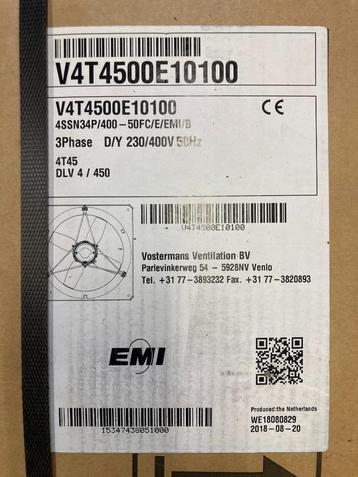 V4T4500E10100
V4T4500E10100
4SSN34P/400-50FC/E/EMI/B
3Phase D/Y 230/400V 50Hz
4T45
DLV 4 / 450
CE
V4T4500E10100
Vostermans Ventilation BV
Parlevinkerweg 54 - 5928NV Venlo
Tel. +31 77-3893232 Fax. +31 77-3820893
EMI
15347438051000
Produced:the Netherlands
WE18080829
2018-08-20